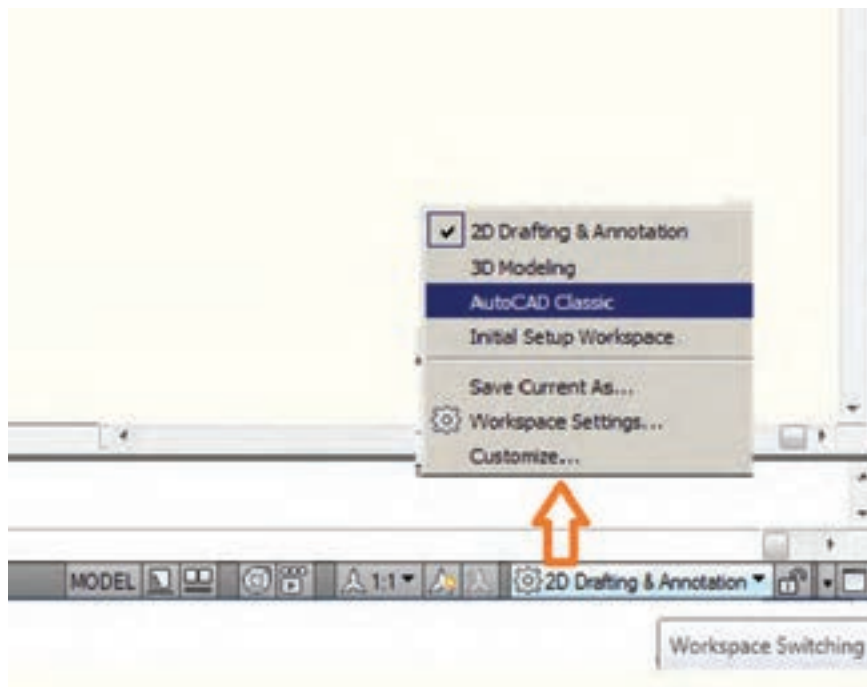 2D Drafting & Annotation
3D Modeling
AutoCAD Classic
Initial Setup Workspace
Save Current As...
Workspace Settings...
Customize...
MODEL 1:1 2D Drafting & Annotation
Workspace Switching